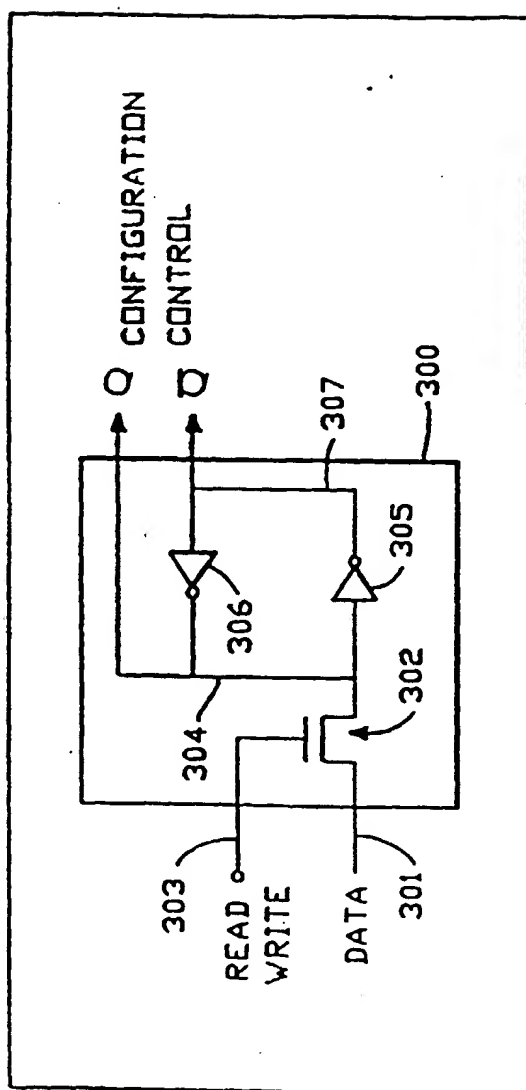 Q CONFIGURATION
Q̅ CONTROL
300
307
306
305
304
302
303
READ
WRITE
DATA
301